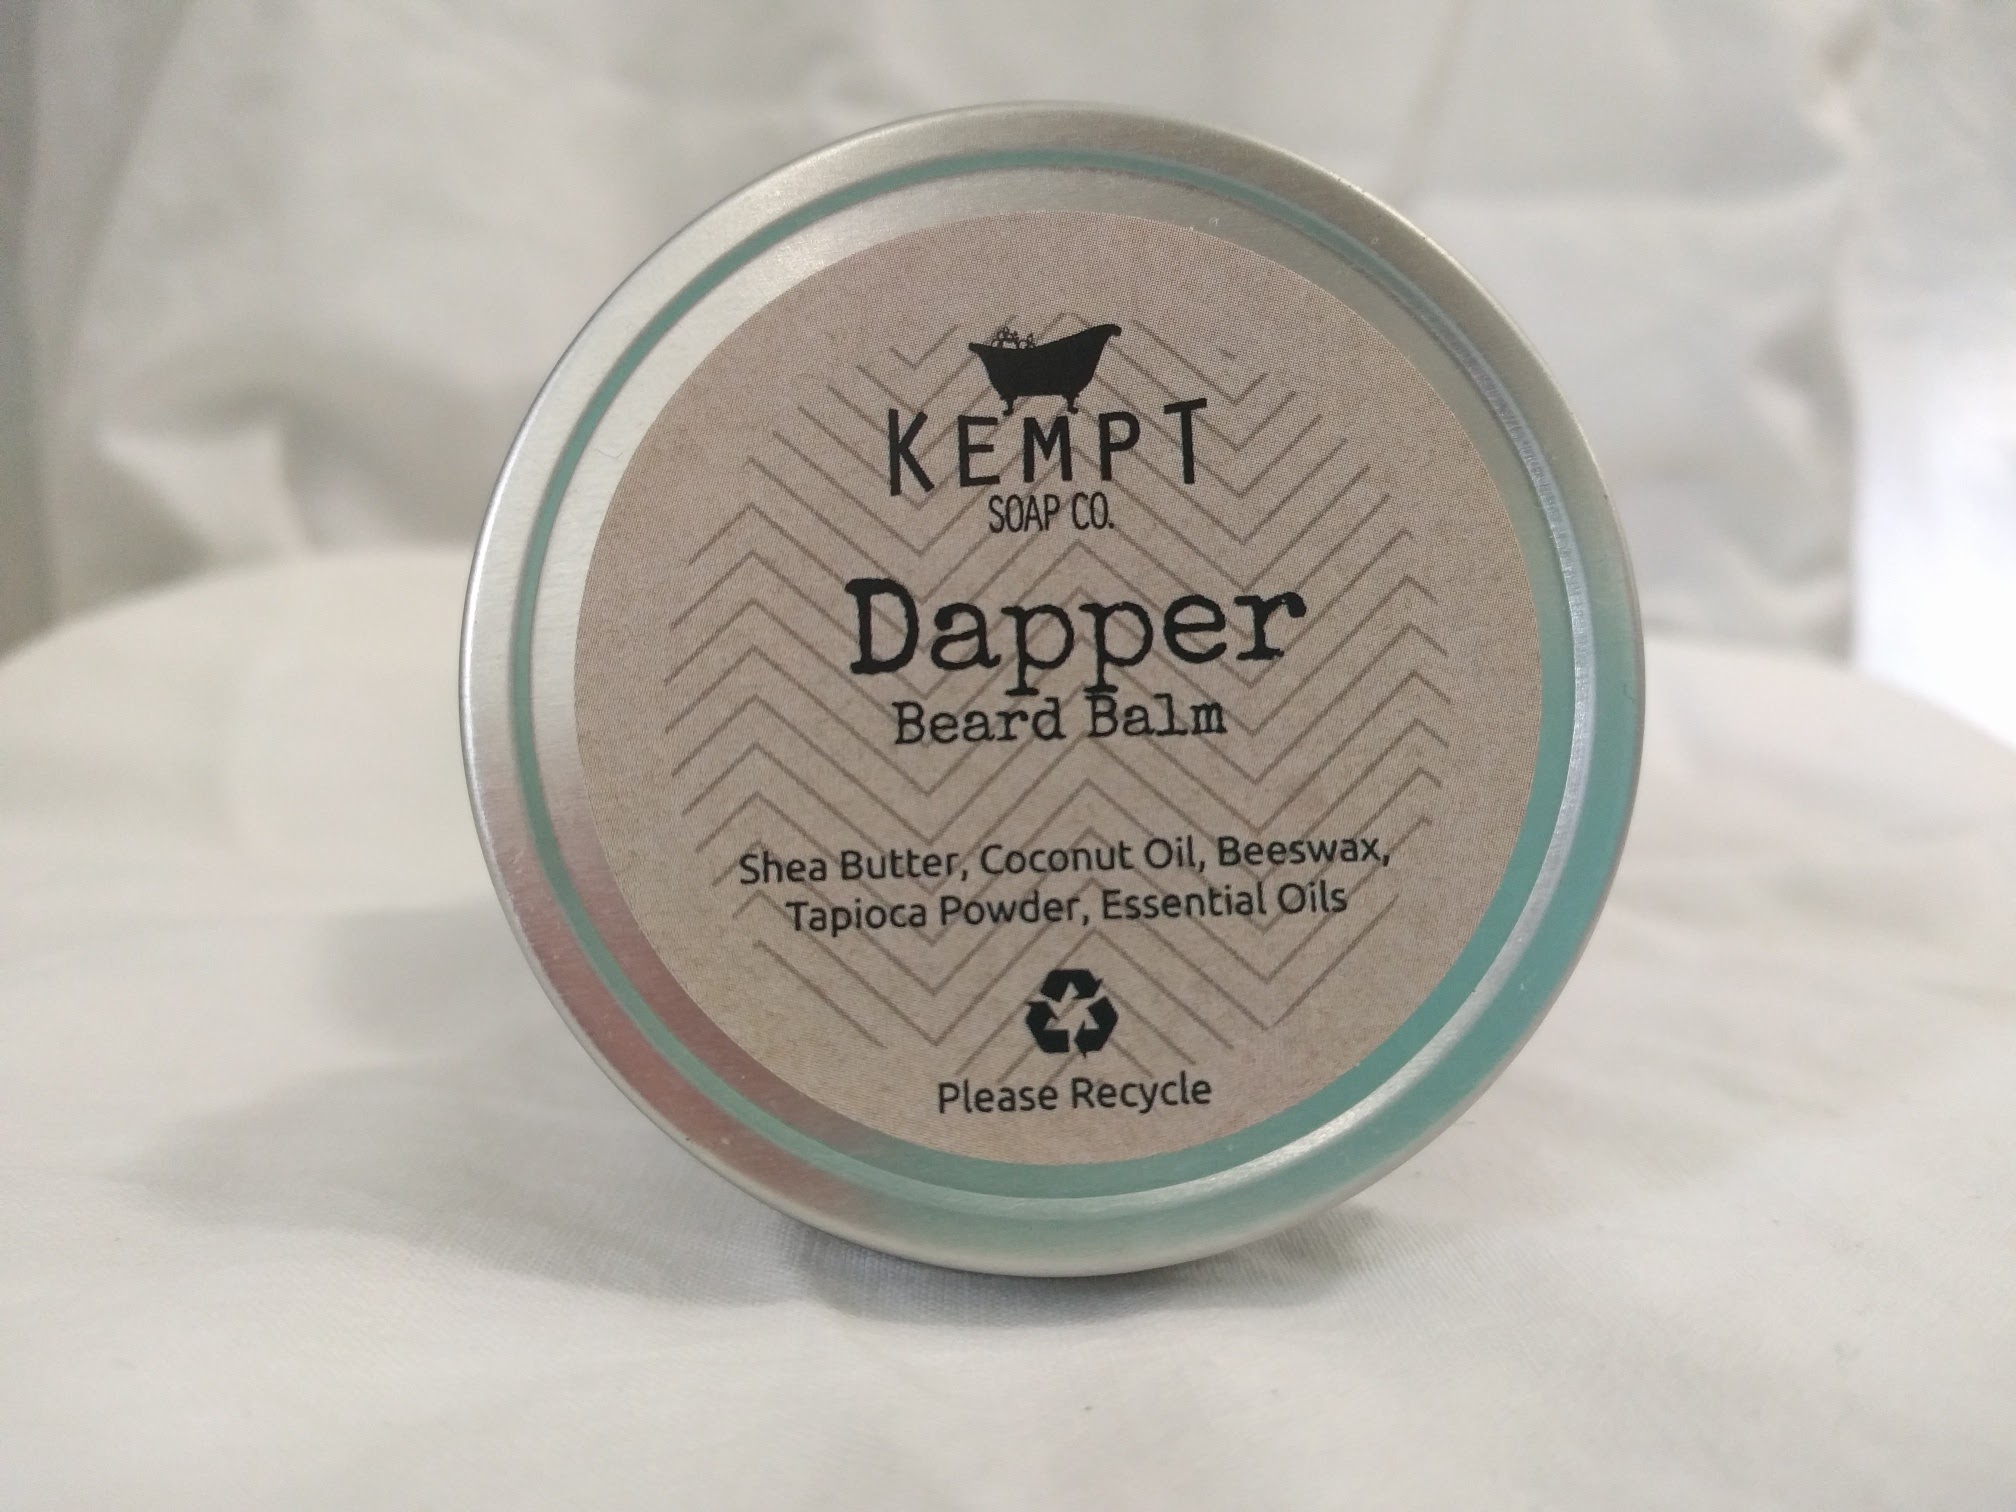 KEMPT
SOAP CO.
Dapper
Beard Balm
Shea Butter, Coconut Oil, Beeswax,
Tapioca Powder, Essential Oils
Please Recycle